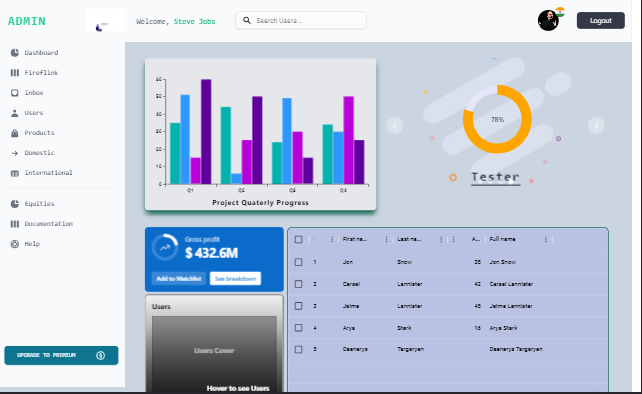 ADMIN
Welcome, Steve Jobs
Search Users ..
Logout
Dashboard
Fireflink
Inbox
Users
Products
Domestic
International
Equities
Documentation
Help
UPGRADE TO PREMIUM
60
50
40
30
20
10
0
Q1 Q2 Q3 Q4
Project Quaterly Progress
78%
Tester
Gross profit
$ 432.6M
Add to Watchlist
See breakdown
Users
Users Cover
Hover to see Users
First na... Last na... A... Full name
1 Jon Snow 35 Jon Snow
2 Cersei Lannister 42 Cersei Lannister
3 Jaime Lannister 45 Jaime Lannister
4 Arya Stark 16 Arya Stark
5 Daenerys Targaryen Daenerys Targaryen